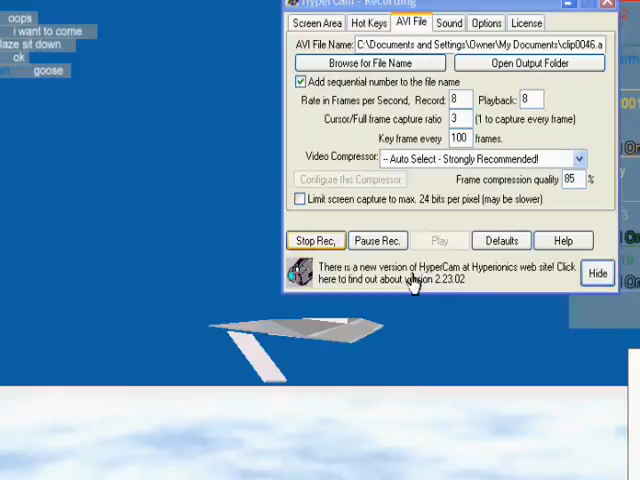 oops
i want to come
laze sit down
ok
goose
HyperCam - Recording
Screen Area Hot Keys AVI File Sound Options License
AVI File Name: C:\Documents and Settings\Owner\My Documents\clip0046.a
Browse for File Name Open Output Folder
Add sequential number to the file name
Rate in Frames per Second, Record: 8 Playback: 8
Cursor/Full frame capture ratio 3 (1 to capture every frame)
Key frame every 100 frames.
Video Compressor: -- Auto Select - Strongly Recommended!
Configure this Compressor Frame compression quality 85 %
Limit screen capture to max. 24 bits per pixel (may be slower)
Stop Rec. Pause Rec. Play Defaults Help
There is a new version of HyperCam at Hyperionics web site! Click
here to find out about version 2.23.02
Hide